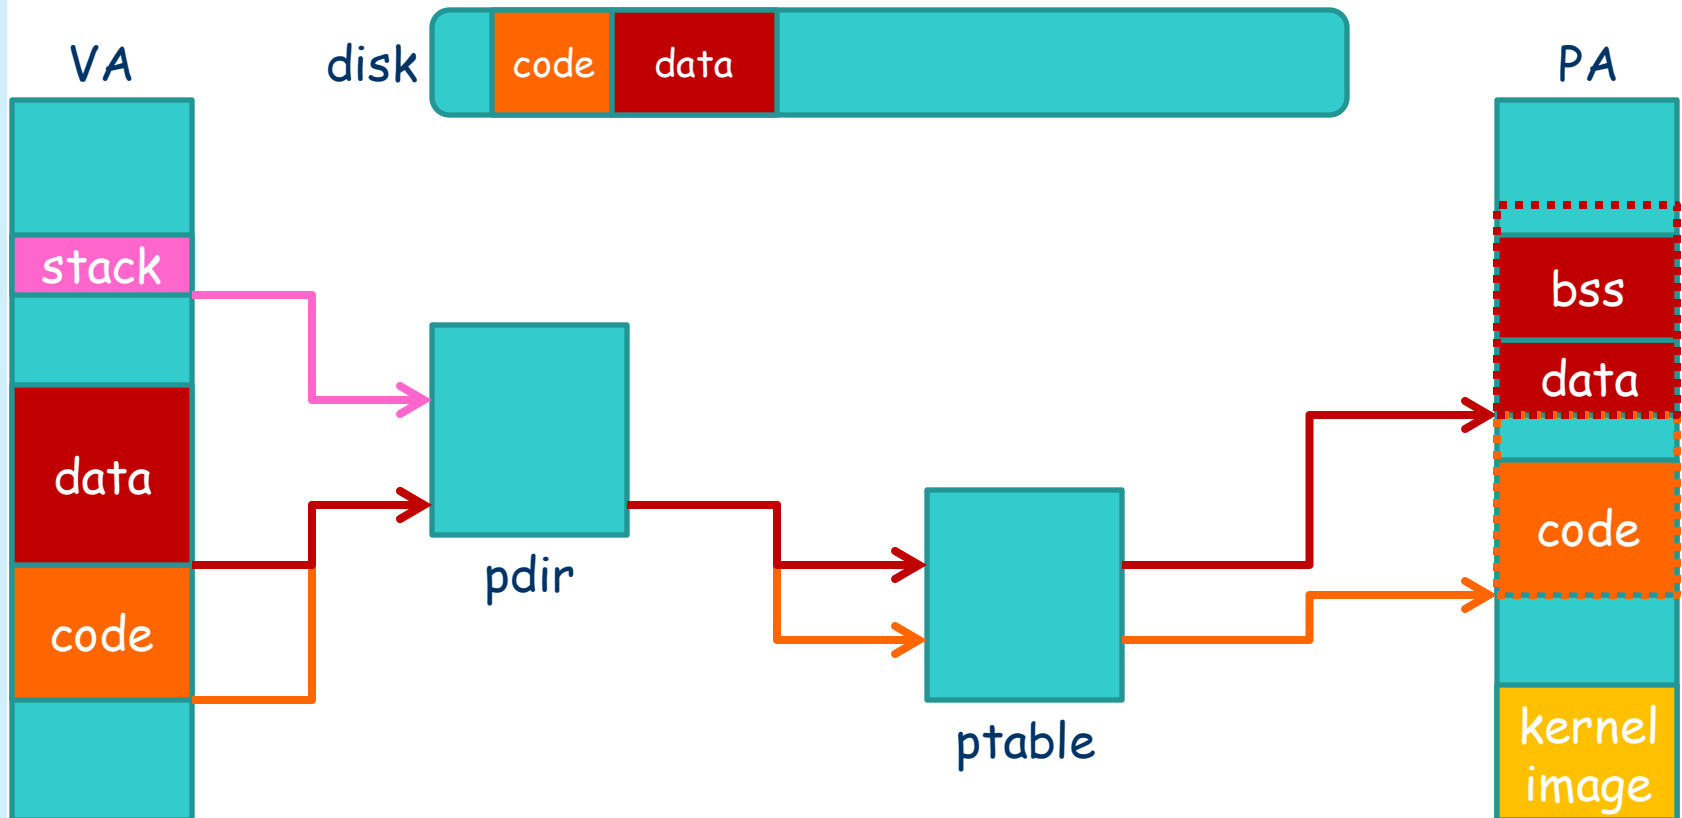 VA
disk
code
data
PA
stack
bss
data
data
code
pdir
code
ptable
kernel
image